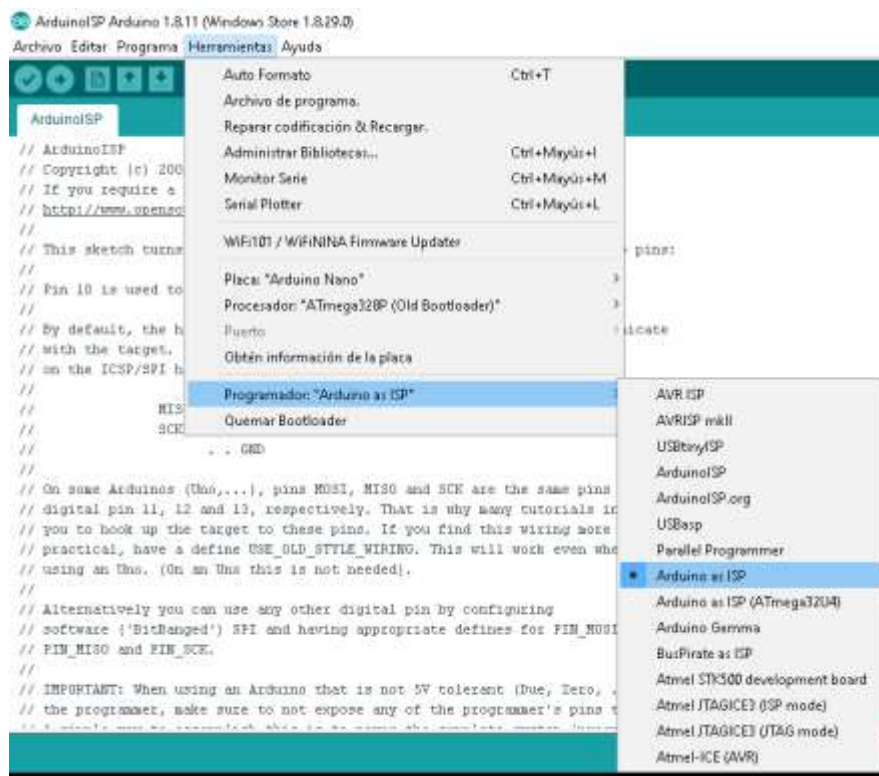 ArduinoISP Arduino 1.8.11 (Windows Store 1.8.29.0)
Archivo Editar Programa Herramientas Ayuda
ArduinoISP
Auto Formato Ctrl+T
Archivo de programa.
Reparar codificación & Recargar.
Administrar Bibliotecas... Ctrl+Mayús+I
Monitor Serie Ctrl+Mayús+M
Serial Plotter Ctrl+Mayús+L
WiFi101 / WiFiNINA Firmware Updater
Placa: "Arduino Nano"
Procesador: "ATmega328P (Old Bootloader)"
Puerto
Obtén información de la placa
Programador: "Arduino as ISP"
Quemar Bootloader
AVR ISP
AVRISP mkII
USBtinyISP
ArduinoISP
ArduinoISP.org
USBasp
Parallel Programmer
Arduino as ISP
Arduino as ISP (ATmega32U4)
Arduino Gemma
BusPirate as ISP
Atmel STK500 development board
Atmel JTAGICE3 (ISP mode)
Atmel JTAGICE3 (JTAG mode)
Atmel-ICE (AVR)
// ArduinoISP
// Copyright (c) 200
// If you require a
// http://www.openso
//
// This sketch turns pins:
//
// Pin 10 is used to
//
// By default, the h icate
// with the target.
// on the ICSP/SPI h
//
// MIS
// SCK
// . . GND
//
// On some Arduinos (Uno,...), pins MOSI, MISO and SCK are the same pins
// digital pin 11, 12 and 13, respectively. That is why many tutorials in
// you to hook up the target to these pins. If you find this wiring more
// practical, have a define USE_OLD_STYLE_WIRING. This will work even whe
// using an Uno. (On an Uno this is not needed).
//
// Alternatively you can use any other digital pin by configuring
// software ('BitBanged') SPI and having appropriate defines for PIN_MOSI
// PIN_MISO and PIN_SCK.
//
// IMPORTANT: When using an Arduino that is not 5V tolerant (Due, Zero, .
// the programmer, make sure to not expose any of the programmer's pins t